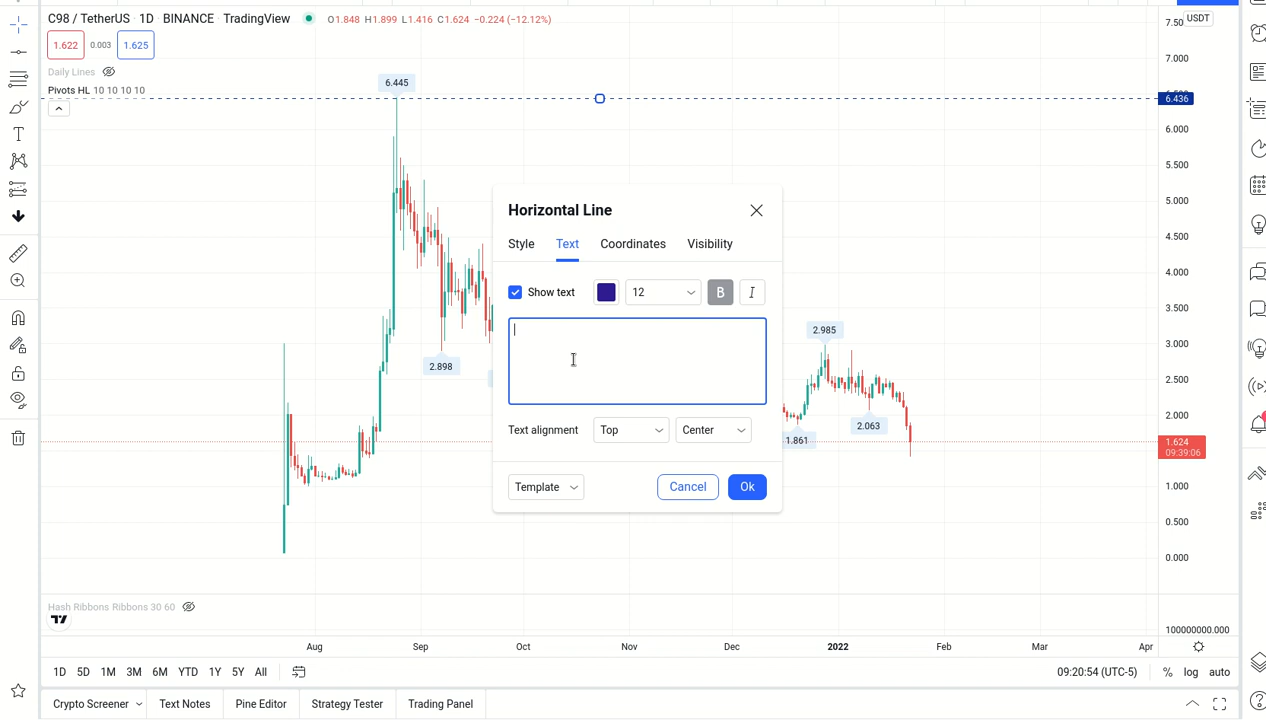 C98 / TetherUS · 1D · BINANCE · TradingView O1.848 H1.899 L1.416 C1.624 −0.224 (−12.12%)
1.622 0.003 1.625
Daily Lines
Pivots HL 10 10 10 10
USDT
7.50
7.000
6.445
6.436
6.000
5.500
5.000
4.500
4.000
3.500
3.000
2.500
2.000
1.624
09:39:06
1.000
0.500
0.000
2.898
2.985
1.861
2.063
Horizontal Line
Style Text Coordinates Visibility
Show text 12 B I
Text alignment Top Center
Template Cancel Ok
Hash Ribbons Ribbons 30 60
100000000.000
Aug Sep Oct Nov Dec 2022 Feb Mar Apr
1D 5D 1M 3M 6M YTD 1Y 5Y All 09:20:54 (UTC-5) % log auto
Crypto Screener Text Notes Pine Editor Strategy Tester Trading Panel